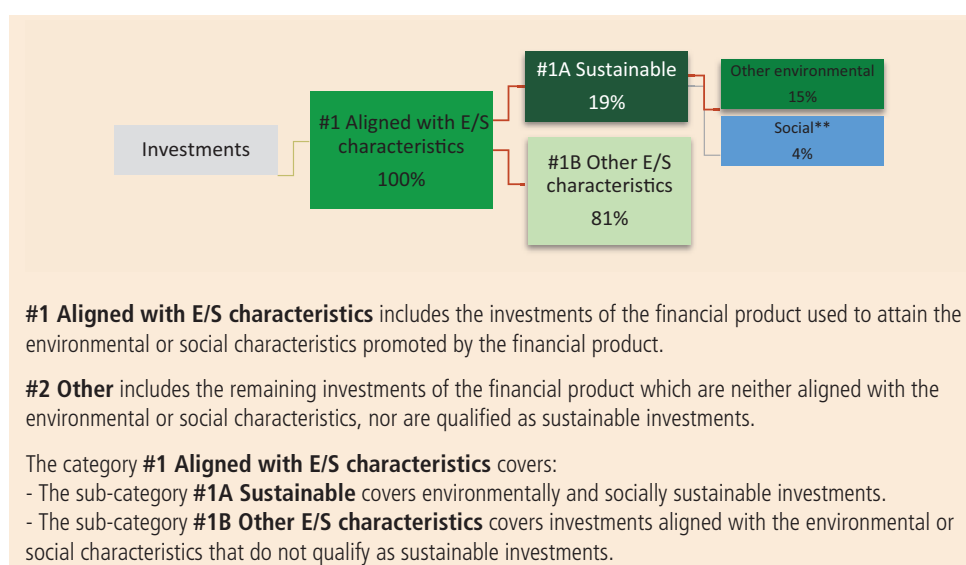 Investments
#1 Aligned with E/S
characteristics
100%
#1A Sustainable
19%
#1B Other E/S
characteristics
81%
Other environmental
15%
Social**
4%
#1 Aligned with E/S characteristics includes the investments of the financial product used to attain the
environmental or social characteristics promoted by the financial product.
#2 Other includes the remaining investments of the financial product which are neither aligned with the
environmental or social characteristics, nor are qualified as sustainable investments.
The category #1 Aligned with E/S characteristics covers:
- The sub-category #1A Sustainable covers environmentally and socially sustainable investments.
- The sub-category #1B Other E/S characteristics covers investments aligned with the environmental or
social characteristics that do not qualify as sustainable investments.